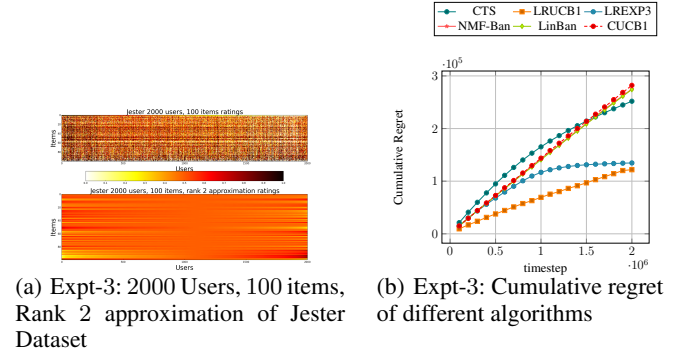 CTS LRUCB1 LREXP3
NMF-Ban LinBan CUCB1
Jester 2000 users, 100 items ratings
Items
Users
Jester 2000 users, 100 items, rank 2 approximation ratings
Items
Users
·10^5
3
2
1
0
Cumulative Regret
0 0.5 1 1.5 2
timestep
·10^6
(a) Expt-3: 2000 Users, 100 items,
Rank 2 approximation of Jester
Dataset
(b) Expt-3: Cumulative regret
of different algorithms